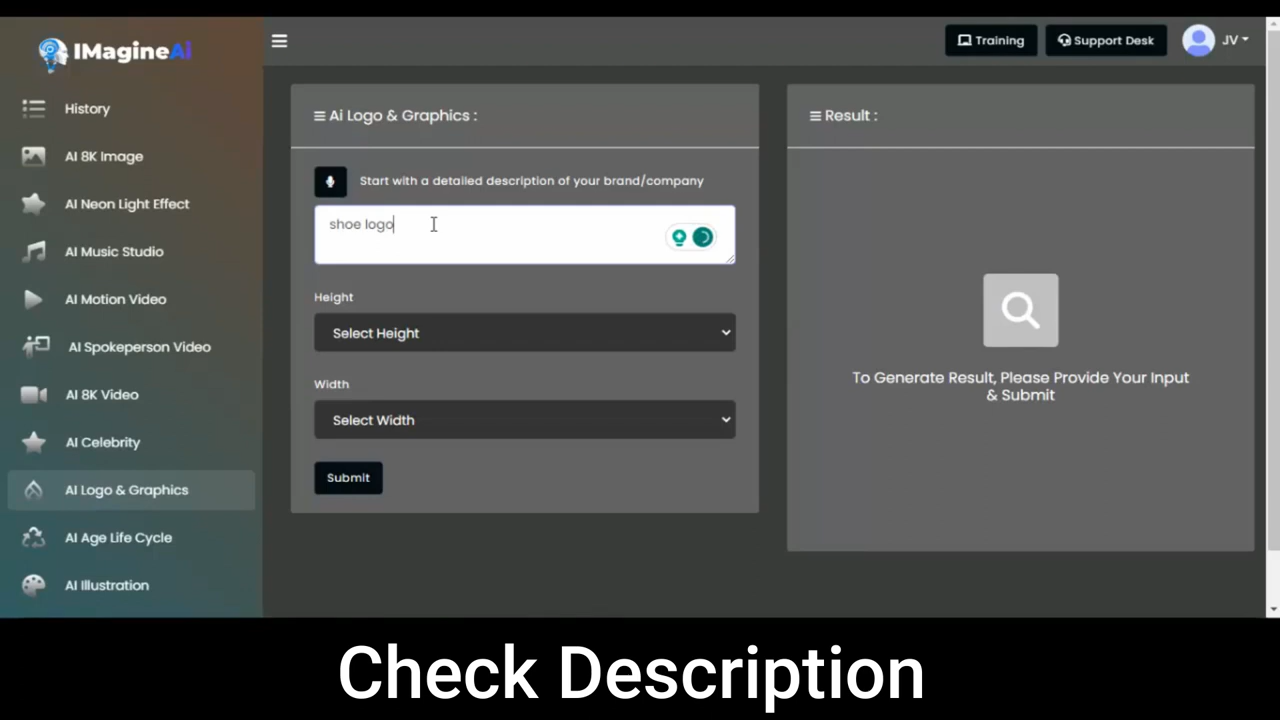 IMagineAi
History
AI 8K Image
AI Neon Light Effect
AI Music Studio
AI Motion Video
AI Spokeperson Video
AI 8K Video
AI Celebrity
AI Logo & Graphics
AI Age Life Cycle
AI Illustration
Training
Support Desk
JV
Ai Logo & Graphics :
Start with a detailed description of your brand/company
shoe logo
Height
Select Height
Width
Select Width
Submit
Result :
To Generate Result, Please Provide Your Input
& Submit
Check Description